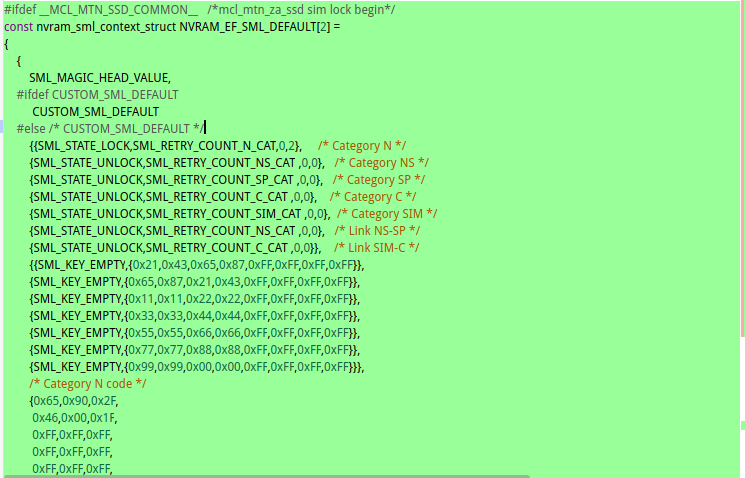 #ifdef __MCL_MTN_SSD_COMMON__ /*mcl_mtn_za_ssd sim lock begin*/
const nvram_sml_context_struct NVRAM_EF_SML_DEFAULT[2] =
{
{
SML_MAGIC_HEAD_VALUE,
#ifdef CUSTOM_SML_DEFAULT
CUSTOM_SML_DEFAULT
#else /* CUSTOM_SML_DEFAULT */
{{SML_STATE_LOCK,SML_RETRY_COUNT_N_CAT,0,2}, /* Category N */
{SML_STATE_UNLOCK,SML_RETRY_COUNT_NS_CAT ,0,0}, /* Category NS */
{SML_STATE_UNLOCK,SML_RETRY_COUNT_SP_CAT ,0,0}, /* Category SP */
{SML_STATE_UNLOCK,SML_RETRY_COUNT_C_CAT ,0,0}, /* Category C */
{SML_STATE_UNLOCK,SML_RETRY_COUNT_SIM_CAT ,0,0}, /* Category SIM */
{SML_STATE_UNLOCK,SML_RETRY_COUNT_NS_CAT ,0,0}, /* Link NS-SP */
{SML_STATE_UNLOCK,SML_RETRY_COUNT_C_CAT ,0,0}}, /* Link SIM-C */
{{SML_KEY_EMPTY,{0x21,0x43,0x65,0x87,0xFF,0xFF,0xFF,0xFF}},
{SML_KEY_EMPTY,{0x65,0x87,0x21,0x43,0xFF,0xFF,0xFF,0xFF}},
{SML_KEY_EMPTY,{0x11,0x11,0x22,0x22,0xFF,0xFF,0xFF,0xFF}},
{SML_KEY_EMPTY,{0x33,0x33,0x44,0x44,0xFF,0xFF,0xFF,0xFF}},
{SML_KEY_EMPTY,{0x55,0x55,0x66,0x66,0xFF,0xFF,0xFF,0xFF}},
{SML_KEY_EMPTY,{0x77,0x77,0x88,0x88,0xFF,0xFF,0xFF,0xFF}},
{SML_KEY_EMPTY,{0x99,0x99,0x00,0x00,0xFF,0xFF,0xFF,0xFF}}},
/* Category N code */
{0x65,0x90,0x2F,
0x46,0x00,0x1F,
0xFF,0xFF,0xFF,
0xFF,0xFF,0xFF,
0xFF,0xFF,0xFF,